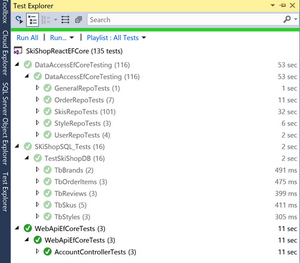 Test Explorer
Search
Run All | Run... | Playlist : All Tests
SkiShopReactEFCore (135 tests)
DataAccessEfCoreTesting (116) 53 sec
DataAccessEfCoreTesting (116) 53 sec
GeneralRepoTests (1) 2 sec
OrderRepoTests (7) 11 sec
SkisRepoTests (101) 32 sec
StyleRepoTests (3) 2 sec
UserRepoTests (4) 6 sec
SKiShopSQL_Tests (16) 2 sec
TestSkiShopDB (16) 2 sec
TbBrands (2) 491 ms
TbOrderItems (3) 475 ms
TbReviews (3) 399 ms
TbSkus (5) 411 ms
TbStyles (3) 305 ms
WebApiEfCoreTests (3) 11 sec
WebApiEfCoreTests (3) 11 sec
AccountControllerTests (3) 11 sec
Toolbox
Cloud Explorer
SQL Server Object Explorer
Test Explorer